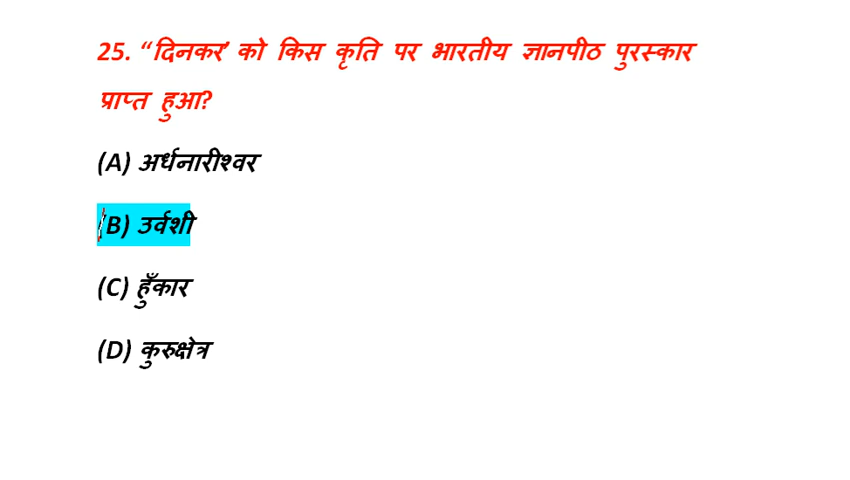 25. “दिनकर’ को किस कृति पर भारतीय ज्ञानपीठ पुरस्कार
प्राप्त हुआ?
(A) अर्धनारीश्वर
(B) उर्वशी
(C) हुँकार
(D) कुरुक्षेत्र